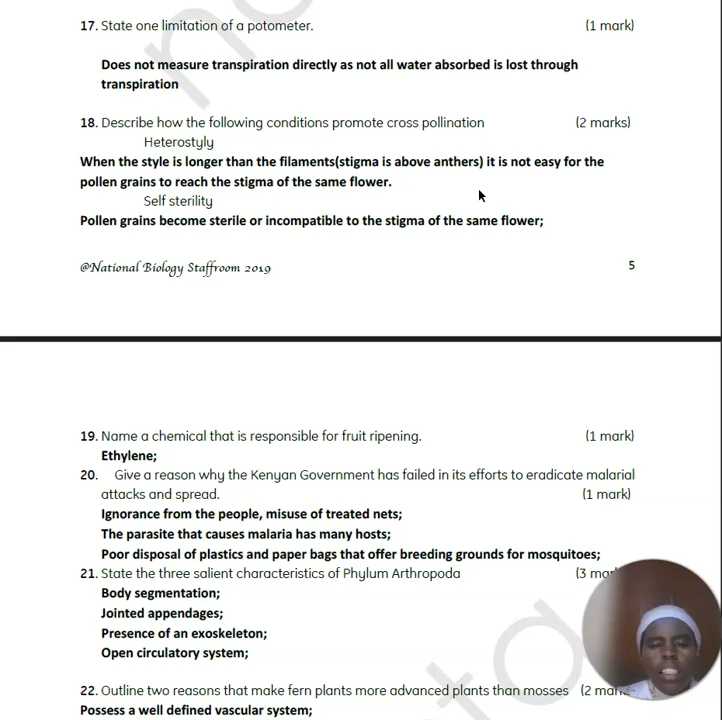 17. State one limitation of a potometer. (1 mark)
Does not measure transpiration directly as not all water absorbed is lost through
transpiration
18. Describe how the following conditions promote cross pollination (2 marks)
Heterostyly
When the style is longer than the filaments(stigma is above anthers) it is not easy for the
pollen grains to reach the stigma of the same flower.
Self sterility
Pollen grains become sterile or incompatible to the stigma of the same flower;
@National Biology Staffroom 2019 5
19. Name a chemical that is responsible for fruit ripening. (1 mark)
Ethylene;
20. Give a reason why the Kenyan Government has failed in its efforts to eradicate malarial
attacks and spread. (1 mark)
Ignorance from the people, misuse of treated nets;
The parasite that causes malaria has many hosts;
Poor disposal of plastics and paper bags that offer breeding grounds for mosquitoes;
21. State the three salient characteristics of Phylum Arthropoda (3
Body segmentation;
Jointed appendages;
Presence of an exoskeleton;
Open circulatory system;
22. Outline two reasons that make fern plants more advanced plants than mosses (2
Possess a well defined vascular system;